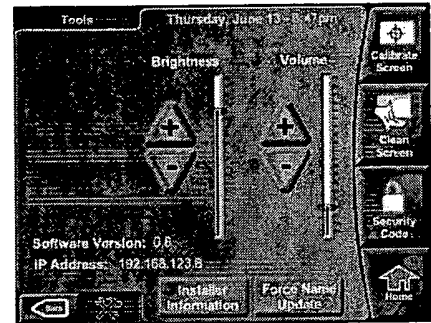 Tools
Thursday, June 13 - 8:47pm
Brightness
Volume
Calibrate
Screen
+
+
-
-
Clean
Screen
Security
Code
Software Version: 0.6
IP Address: 192.168.123.8
Installer
Information
Force Name
Update
Back
Home